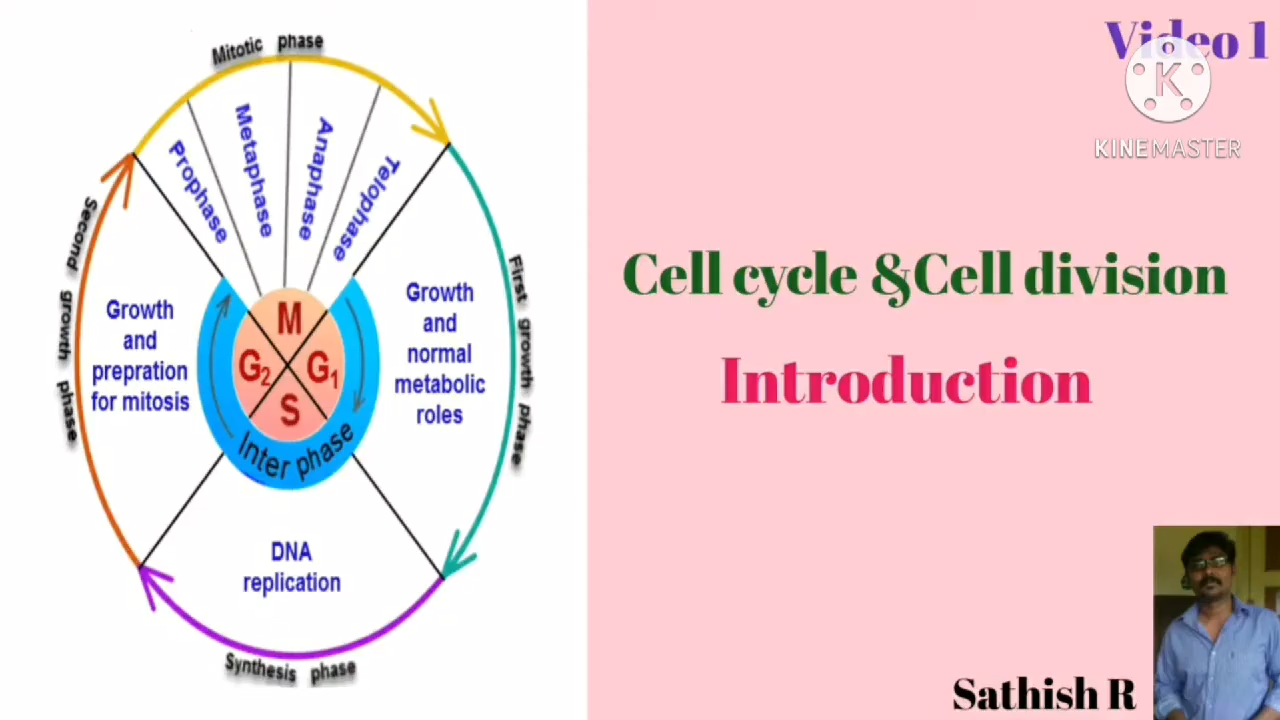 Mitotic phase
Prophase
Metaphase
Anaphase
Telophase
Second growth phase
First growth phase
Growth
and
prepration
for mitosis
Growth
and
normal
metabolic
roles
M
G2
G1
S
Inter phase
DNA
replication
Synthesis phase
Video 1
K
KINEMASTER
Cell cycle &Cell division
Introduction
Sathish R